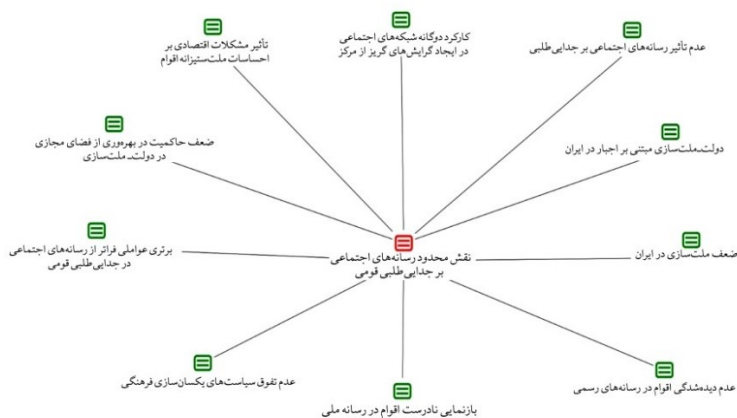 کارکرد دوگانه شبکه‌های اجتماعی
در ایجاد گرایش‌های گریز از مرکز
تأثیر مشکلات اقتصادی بر
احساسات ملت‌ستیزانه اقوام
عدم تأثیر رسانه‌های اجتماعی بر جدایی‌طلبی
دولت‌ـ‌ملت‌سازی مبتنی بر اجبار در ایران
ضعف حاکمیت در بهره‌وری از فضای مجازی
در دولت‌ـ ملت‌سازی
ضعف ملت‌سازی در ایران
نقش محدود رسانه‌های اجتماعی
بر جدایی‌طلبی قومی
برتری عواملی فراتر از رسانه‌های اجتماعی
در جدایی‌طلبی قومی
عدم دیده‌شدگی اقوام در رسانه‌های رسمی
بازنمایی نادرست اقوام در رسانه ملی
عدم تفوق سیاست‌های یکسان‌سازی فرهنگی